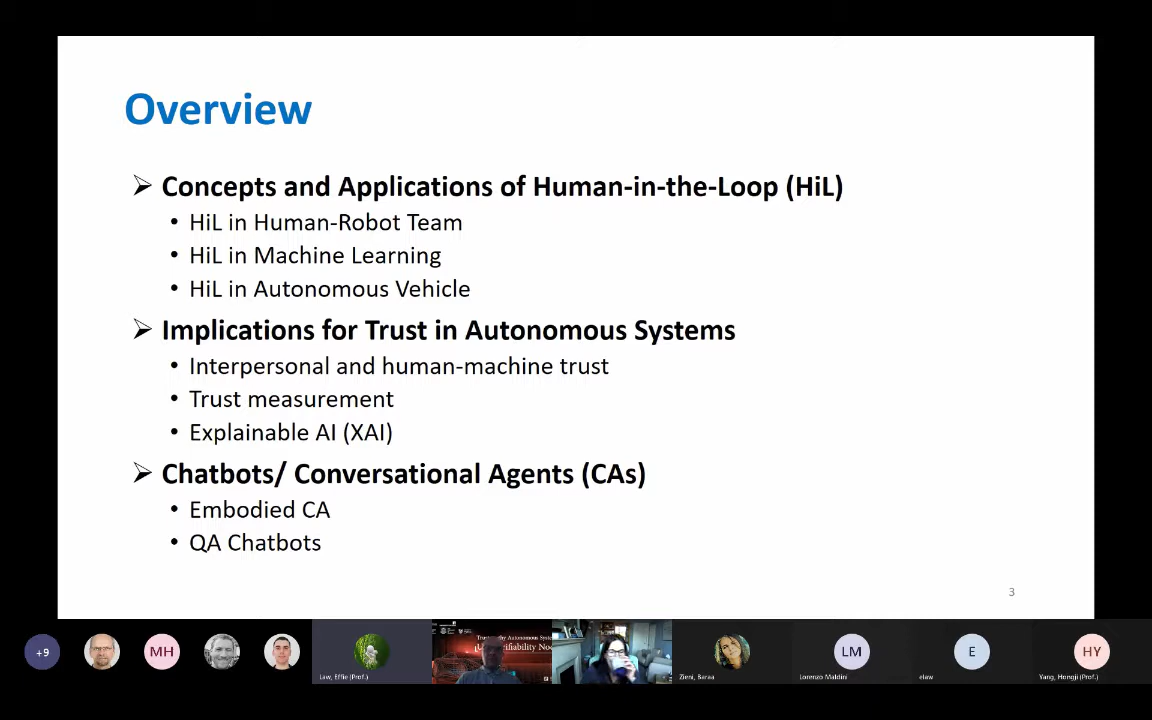 Overview
Concepts and Applications of Human-in-the-Loop (HiL)
HiL in Human-Robot Team
HiL in Machine Learning
HiL in Autonomous Vehicle
Implications for Trust in Autonomous Systems
Interpersonal and human-machine trust
Trust measurement
Explainable AI (XAI)
Chatbots/ Conversational Agents (CAs)
Embodied CA
QA Chatbots
3
+9
MH
Law, Effie (Prof.)
Zieni, Baraa
LM
Lorenzo Maldini
E
elaw
HY
Yang, Hongji (Prof.)